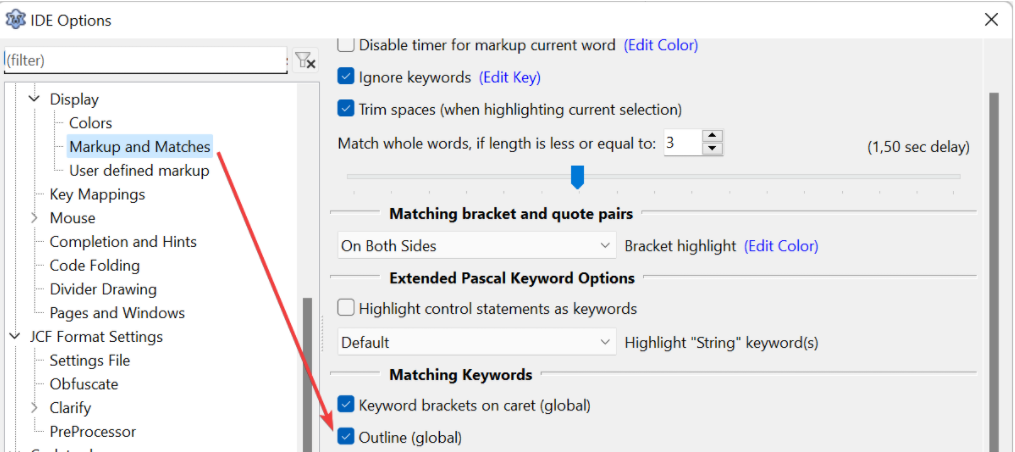 IDE Options
(filter)
Display
Colors
Markup and Matches
User defined markup
Key Mappings
Mouse
Completion and Hints
Code Folding
Divider Drawing
Pages and Windows
JCF Format Settings
Settings File
Obfuscate
Clarify
PreProcessor
Disable timer for markup current word (Edit Color)
Ignore keywords (Edit Key)
Trim spaces (when highlighting current selection)
Match whole words, if length is less or equal to: 3
(1,50 sec delay)
Matching bracket and quote pairs
On Both Sides Bracket highlight (Edit Color)
Extended Pascal Keyword Options
Highlight control statements as keywords
Default Highlight "String" keyword(s)
Matching Keywords
Keyword brackets on caret (global)
Outline (global)